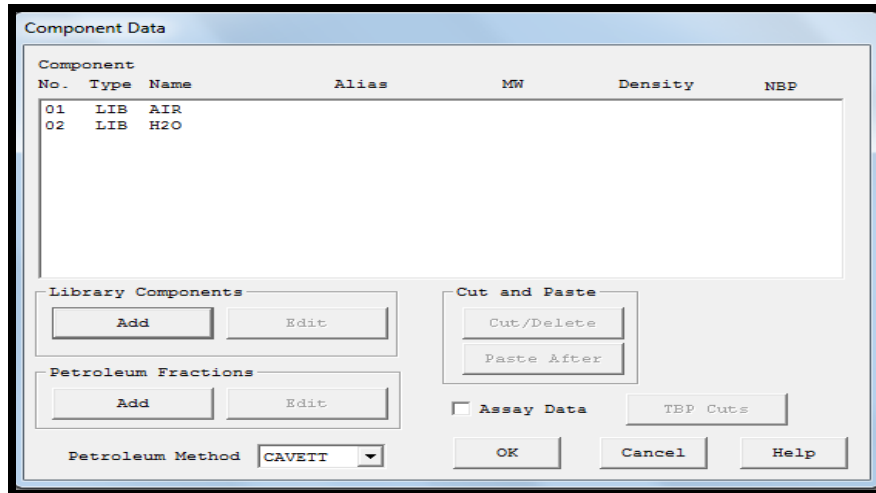 Component Data
Component
No. Type Name Alias MW Density NBP
01 LIB AIR
02 LIB H2O
Library Components
Add Edit
Cut and Paste
Cut/Delete
Paste After
Petroleum Fractions
Add Edit
Assay Data TBP Cuts
Petroleum Method CAVETT
OK Cancel Help